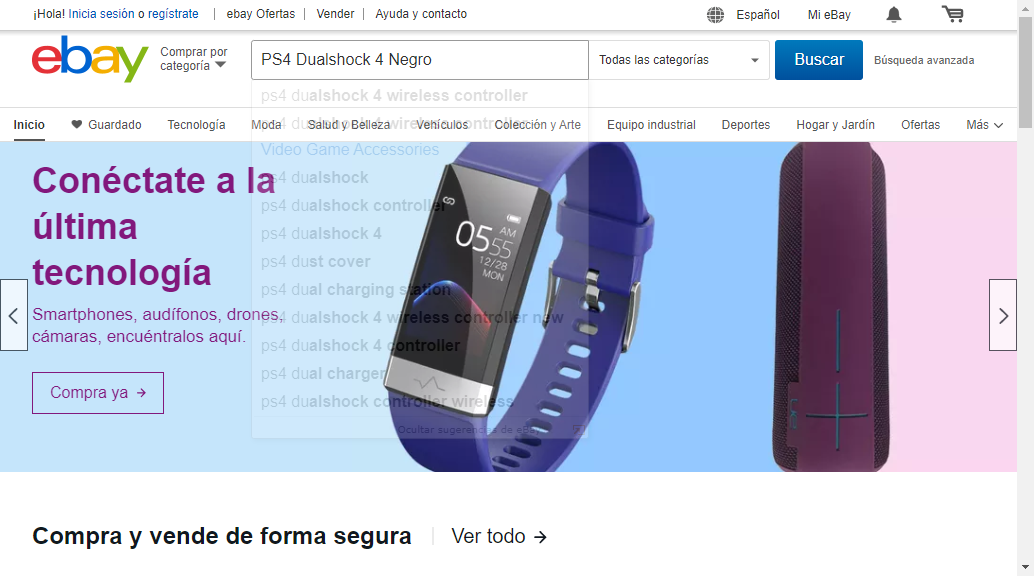 ¡Hola! Inicia sesión o regístrate
ebay Ofertas
Vender
Ayuda y contacto
Español
Mi eBay
ebay
Comprar por
categoría
PS4 Dualshock 4 Negro
Todas las categorías
Buscar
Búsqueda avanzada
Inicio
Guardado
Tecnología
Moda
Salud y Belleza
Vehículos
Colección y Arte
Equipo industrial
Deportes
Hogar y Jardín
Ofertas
Más
ps4 dualshock 4 wireless controller
ps4 dualshock 4 wireless controller
Video Game Accessories
ps4 dualshock
ps4 dualshock controller
ps4 dualshock 4
ps4 dust cover
ps4 dual charging station
ps4 dualshock 4 wireless controller new
ps4 dualshock 4 controller
ps4 dual charger
ps4 dualshock controller wireless
Ocultar sugerencias de eBay
Conéctate a la
última
tecnología
Smartphones, audífonos, drones,
cámaras, encuéntralos aquí.
Compra ya
05 AM
55
12/28
MON
Compra y vende de forma segura
Ver todo